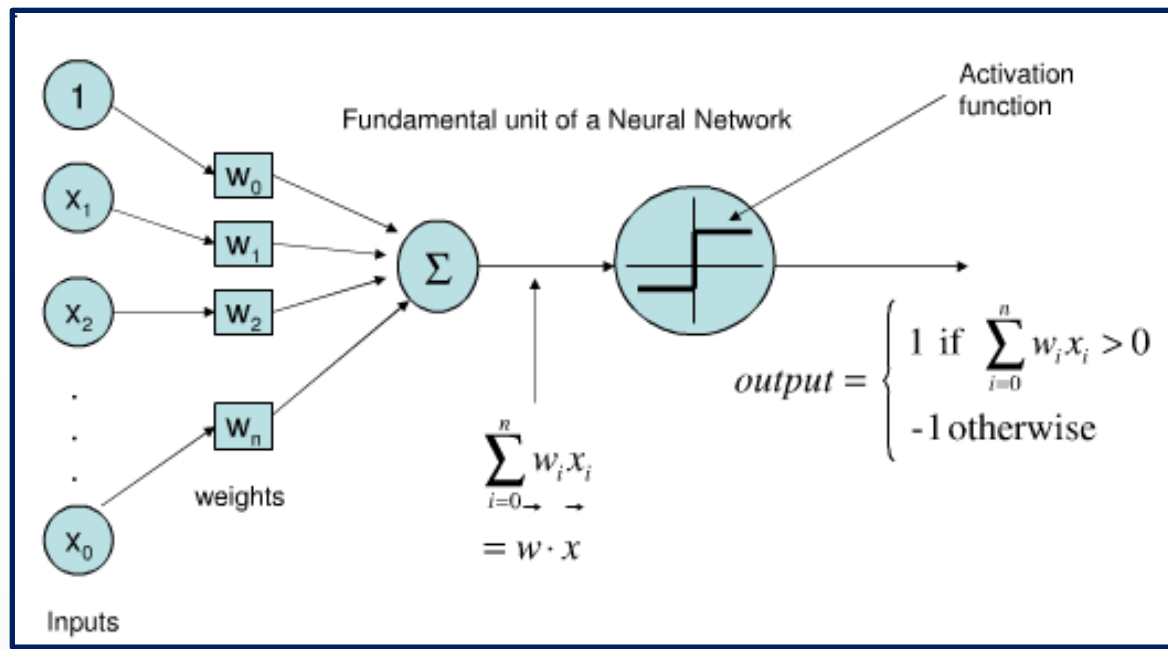 Activation
function
Fundamental unit of a Neural Network
1
w₀
x₁
w₁
x₂
w₂
.
.
.
wₙ
weights
x₀
Inputs
Σ
n
∑ wᵢxᵢ
i=0
= w⃗ · x⃗
output = { 1 if ∑ⁿᵢ₌₀ wᵢxᵢ > 0
-1 otherwise